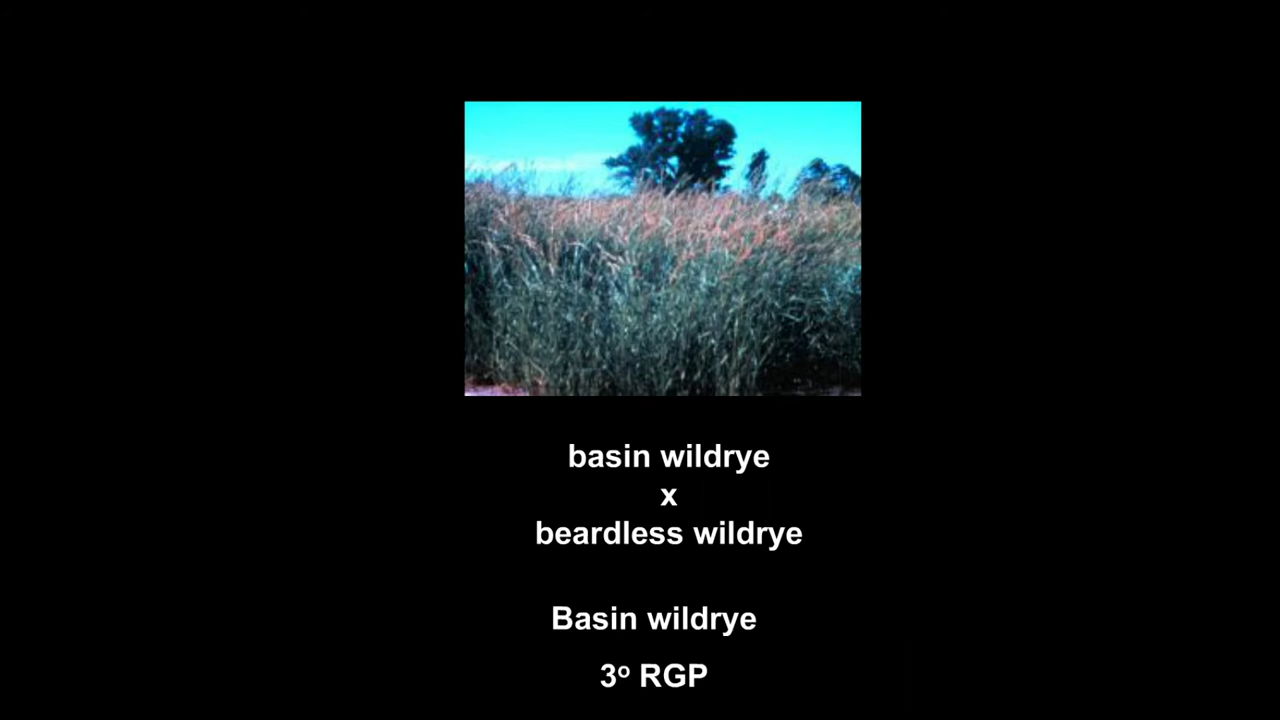 basin wildrye
x
beardless wildrye
Basin wildrye
3º RGP